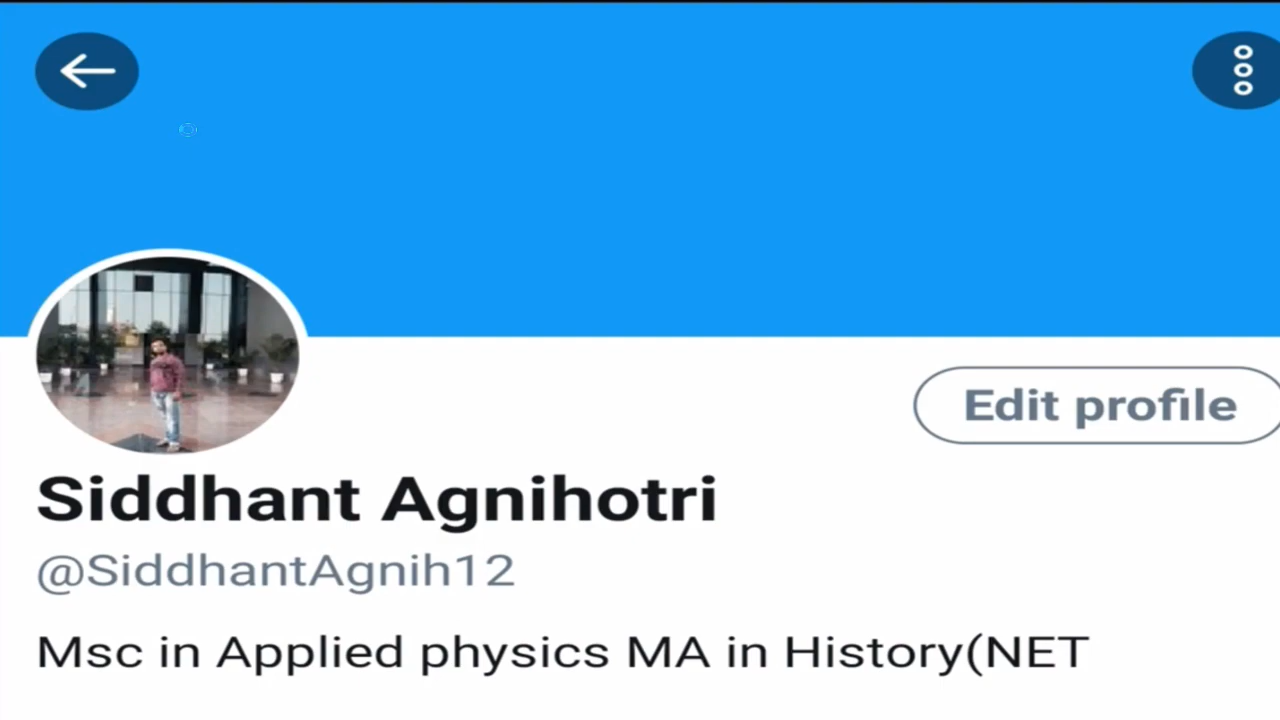 Edit profile
Siddhant Agnihotri
@SiddhantAgnih12
Msc in Applied physics MA in History(NET